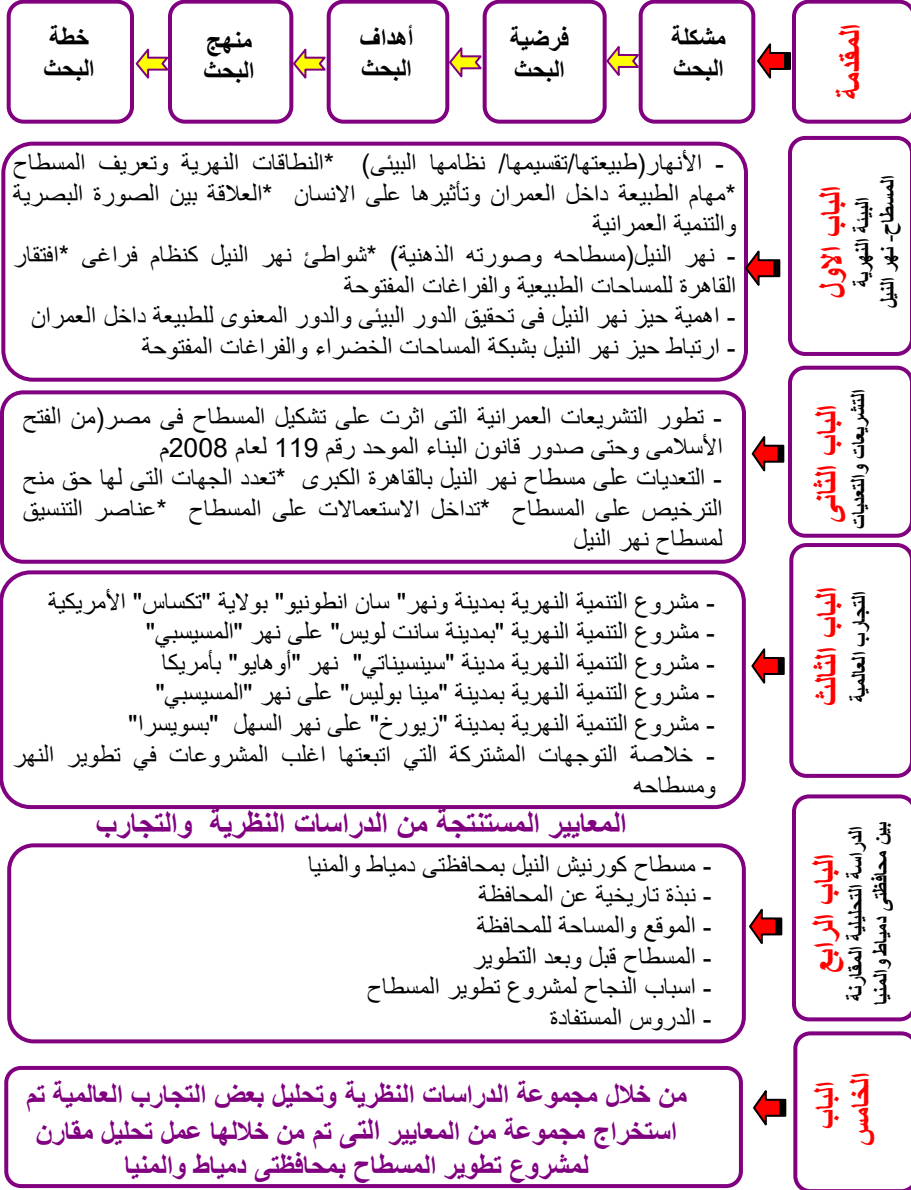 المقدمة
مشكلة
البحث
فرضية
البحث
أهداف
البحث
منهج
البحث
خطة
البحث
الباب الاول
البيئة النهرية
المسطاح- نهر النيل
- الأنهار(طبيعتها/تقسيمها/ نظامها البيئى) *النطاقات النهرية وتعريف المسطاح
*مهام الطبيعة داخل العمران وتأثيرها على الانسان *العلاقة بين الصورة البصرية
والتنمية العمرانية
- نهر النيل(مسطاحه وصورته الذهنية) *شواطئ نهر النيل كنظام فراغى *افتقار
القاهرة للمساحات الطبيعية والفراغات المفتوحة
- اهمية حيز نهر النيل فى تحقيق الدور البيئى والدور المعنوى للطبيعة داخل العمران
- ارتباط حيز نهر النيل بشبكة المساحات الخضراء والفراغات المفتوحة
الباب الثانى
التشريعات والتعديات
- تطور التشريعات العمرانية التى اثرت على تشكيل المسطاح فى مصر(من الفتح
الأسلامى وحتى صدور قانون البناء الموحد رقم 119 لعام 2008م
- التعديات على مسطاح نهر النيل بالقاهرة الكبرى *تعدد الجهات التى لها حق منح
الترخيص على المسطاح *تداخل الاستعمالات على المسطاح *عناصر التنسيق
لمسطاح نهر النيل
الباب الثالث
التجارب العالمية
- مشروع التنمية النهرية بمدينة ونهر" سان انطونيو" بولاية "تكساس" الأمريكية
- مشروع التنمية النهرية "بمدينة سانت لويس" على نهر "المسيسبي"
- مشروع التنمية النهرية مدينة "سينسيناتي" نهر "أوهايو" بأمريكا
- مشروع التنمية النهرية بمدينة "مينا بوليس" على نهر "المسيسبي"
- مشروع التنمية النهرية بمدينة "زيورخ" على نهر السهل "بسويسرا"
- خلاصة التوجهات المشتركة التي اتبعتها اغلب المشروعات في تطوير النهر
ومسطاحه
المعايير المستنتجة من الدراسات النظرية والتجارب
الباب الرابع
الدراسة التحليلية المقارنة
بين محافظتى دمياط والمنيا
- مسطاح كورنيش النيل بمحافظتى دمياط والمنيا
- نبذة تاريخية عن المحافظة
- الموقع والمساحة للمحافظة
- المسطاح قبل وبعد التطوير
- اسباب النجاح لمشروع تطوير المسطاح
- الدروس المستفادة
الباب
الخامس
من خلال مجموعة الدراسات النظرية وتحليل بعض التجارب العالمية تم
استخراج مجموعة من المعايير التى تم من خلالها عمل تحليل مقارن
لمشروع تطوير المسطاح بمحافظتى دمياط والمنيا